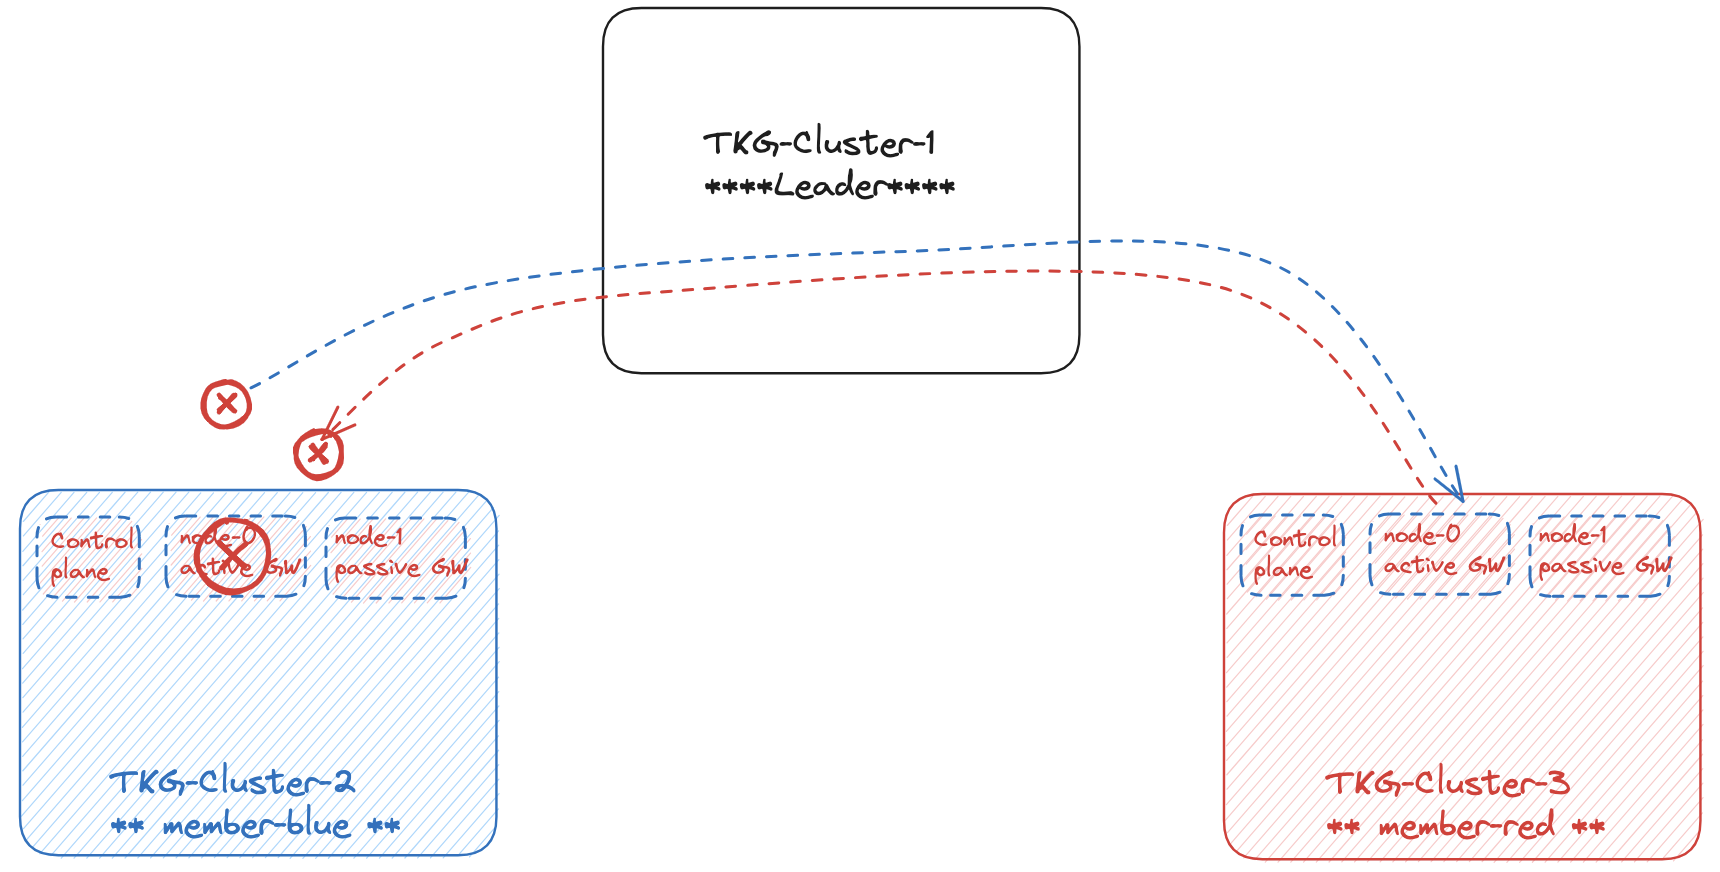 TKG-Cluster-1
****Leader****
Control
plane
node-0
active GW
node-1
passive GW
TKG-Cluster-2
** member-blue **
Control
plane
node-0
active GW
node-1
passive GW
TKG-Cluster-3
** member-red **